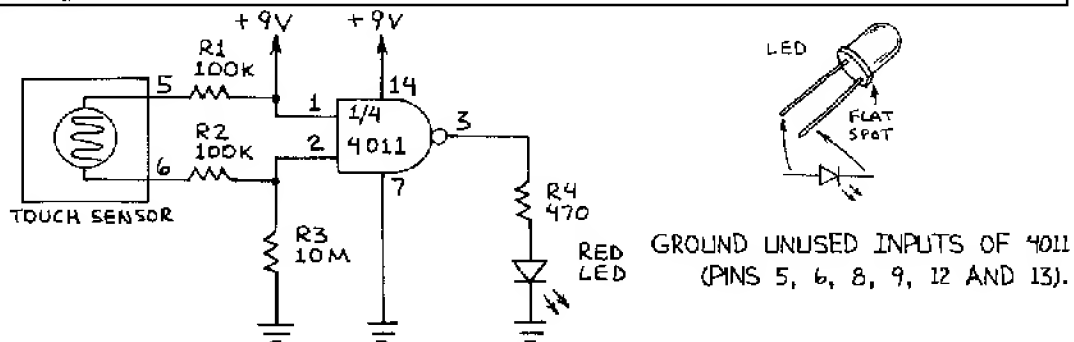 +9V
+9V
R1
100K
5
14
1
1/4
4011
3
R2
100K
2
6
7
TOUCH SENSOR
R3
10M
R4
470
RED
LED
LED
FLAT
SPOT
GROUND UNUSED INPUTS OF 4011
(PINS 5, 6, 8, 9, 12 AND 13).